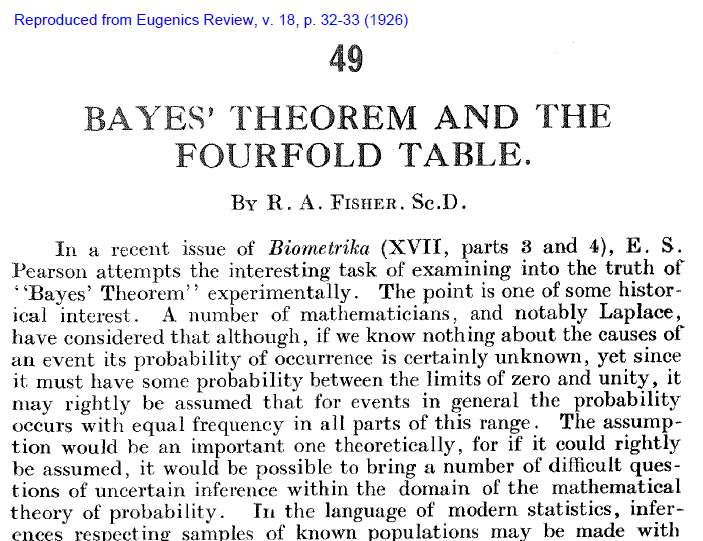 Reproduced from Eugenics Review, v. 18, p. 32-33 (1926)
49
BAYES' THEOREM AND THE
FOURFOLD TABLE.
By R. A. Fisher, Sc.D.
In a recent issue of Biometrika (XVII, parts 3 and 4), E. S.
Pearson attempts the interesting task of examining into the truth of
"Bayes' Theorem" experimentally. The point is one of some histor-
ical interest. A number of mathematicians, and notably Laplace,
have considered that although, if we know nothing about the causes of
an event its probability of occurrence is certainly unknown, yet since
it must have some probability between the limits of zero and unity, it
may rightly be assumed that for events in general the probability
occurs with equal frequency in all parts of this range. The assump-
tion would be an important one theoretically, for if it could rightly
be assumed, it would be possible to bring a number of difficult ques-
tions of uncertain inference within the domain of the mathematical
theory of probability. In the language of modern statistics, infer-
ences respecting samples of known populations may be made with